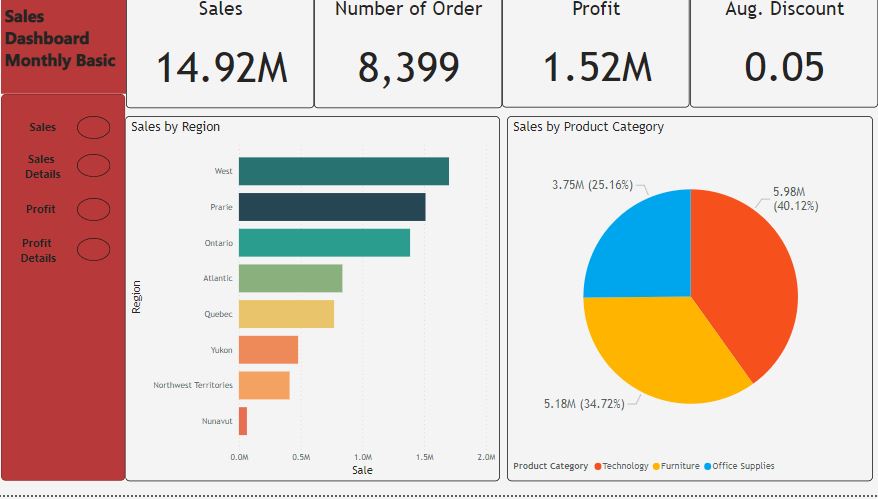 Sales
Dashboard
Monthly Basic
Sales
14.92M
Number of Order
8,399
Profit
1.52M
Aug. Discount
0.05
Sales
Sales
Details
Profit
Profit
Details
Sales by Region
Region
West
Prarie
Ontario
Atlantic
Quebec
Yukon
Northwest Territories
Nunavut
0.0M 0.5M 1.0M 1.5M 2.0M
Sale
Sales by Product Category
3.75M (25.16%)
5.98M
(40.12%)
5.18M (34.72%)
Product Category Technology Furniture Office Supplies